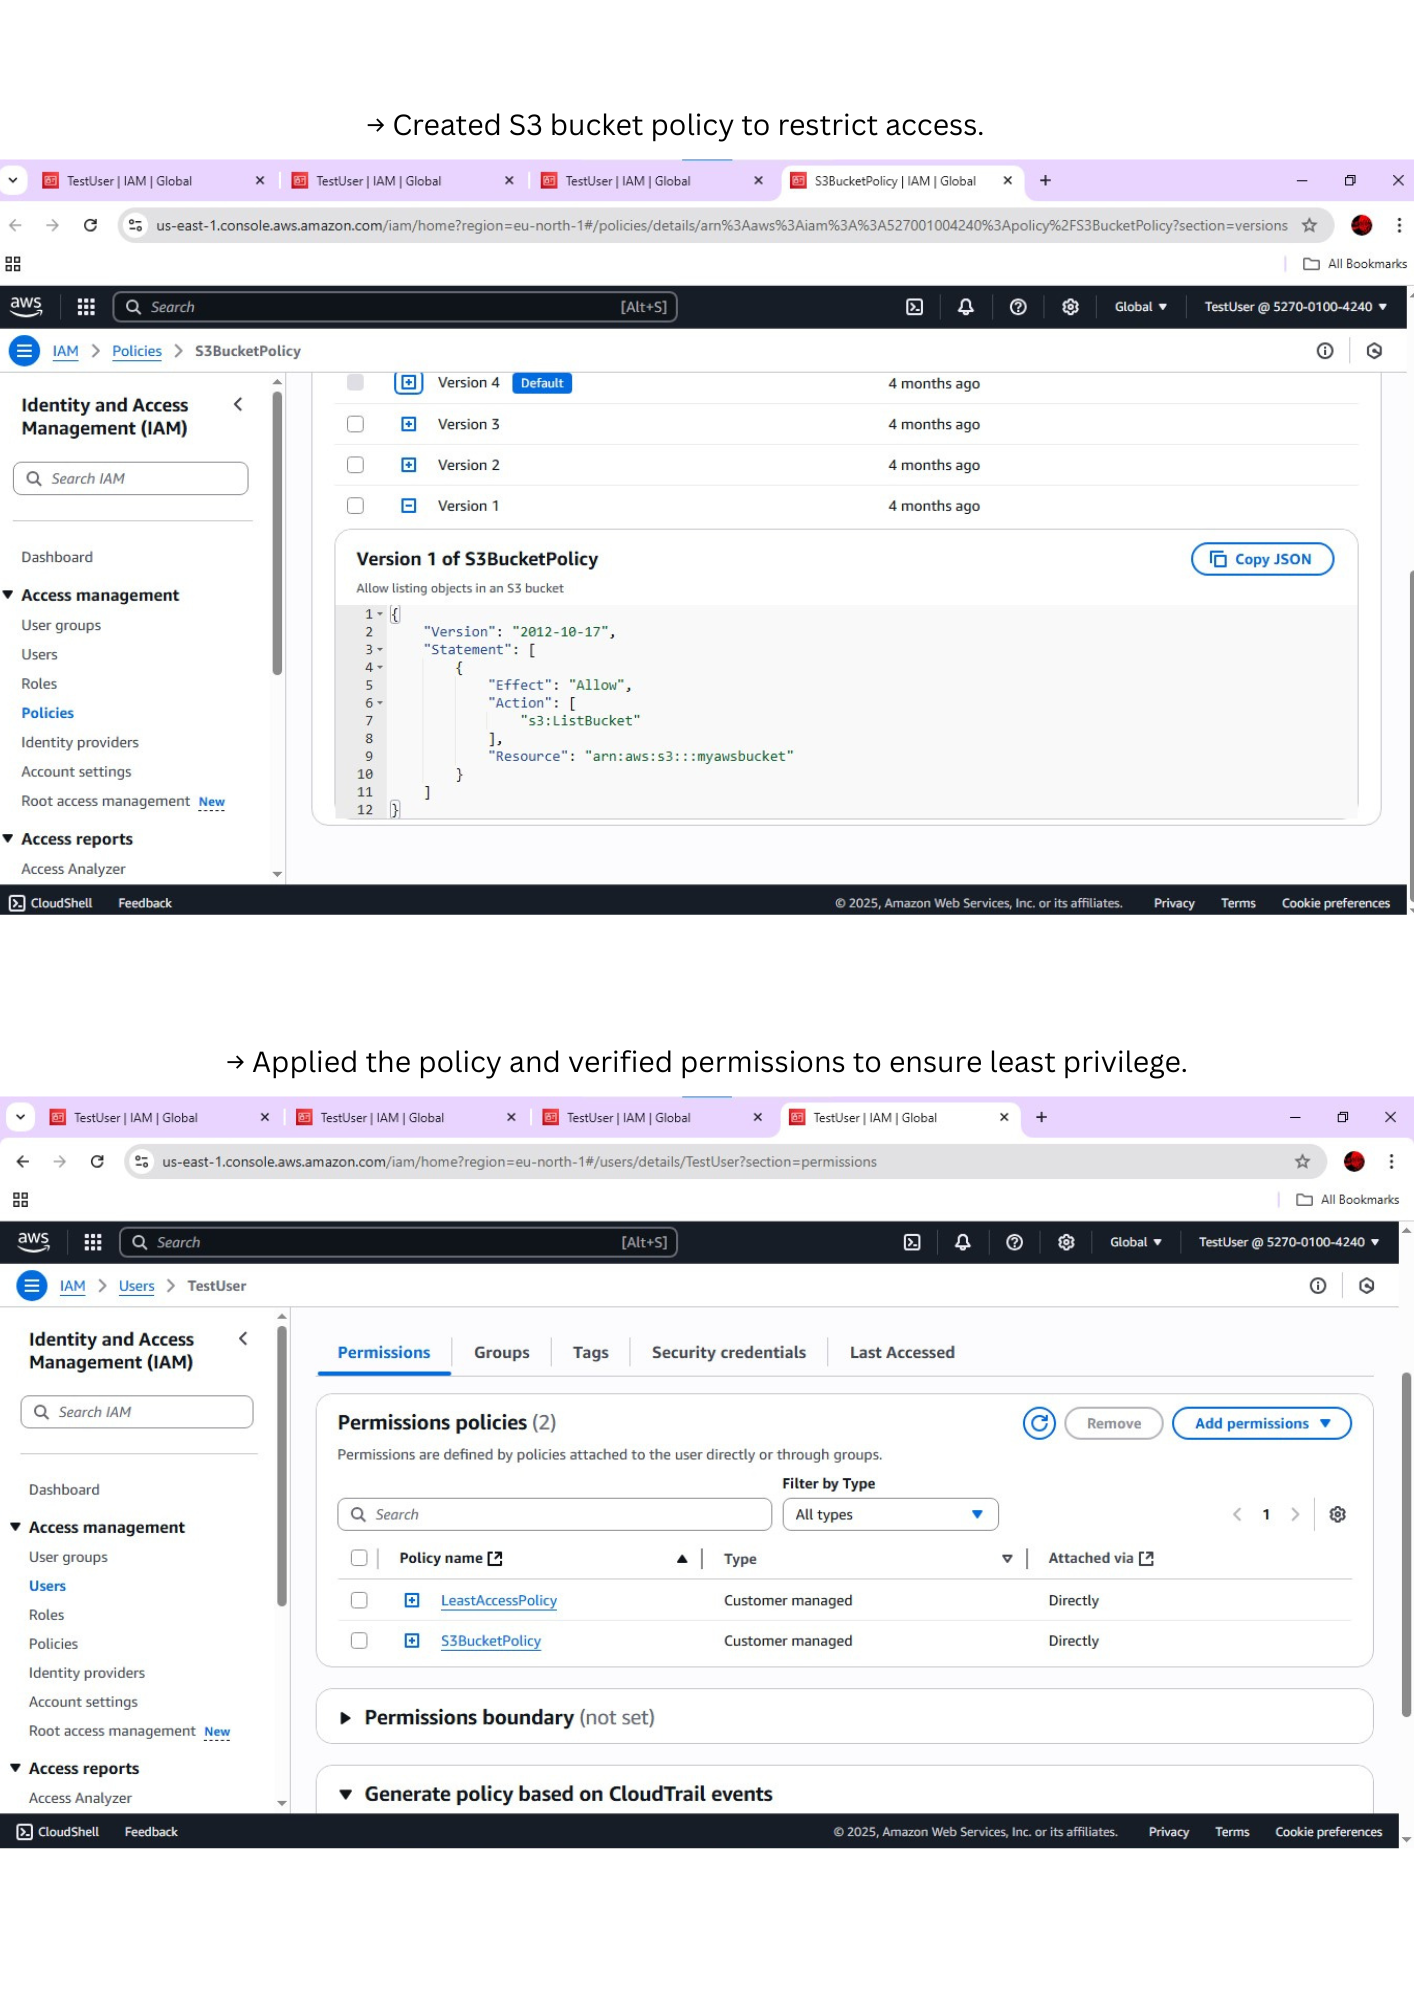 → Created S3 bucket policy to restrict access.
TestUser | IAM | Global
TestUser | IAM | Global
TestUser | IAM | Global
S3BucketPolicy | IAM | Global
us-east-1.console.aws.amazon.com/iam/home?region=eu-north-1#/policies/details/arn%3Aaws%3Aiam%3A%3A527001004240%3Apolicy%2FS3BucketPolicy?section=versions
All Bookmarks
aws
Search [Alt+S]
Global
TestUser @ 5270-0100-4240
IAM > Policies > S3BucketPolicy
Identity and Access
Management (IAM)
Search IAM
Dashboard
Access management
User groups
Users
Roles
Policies
Identity providers
Account settings
Root access management New
Access reports
Access Analyzer
Version 4 Default 4 months ago
Version 3 4 months ago
Version 2 4 months ago
Version 1 4 months ago
Version 1 of S3BucketPolicy
Copy JSON
Allow listing objects in an S3 bucket
1 {
2 "Version": "2012-10-17",
3 "Statement": [
4 {
5 "Effect": "Allow",
6 "Action": [
7 "s3:ListBucket"
8 ],
9 "Resource": "arn:aws:s3:::myawsbucket"
10 }
11 ]
12 }
CloudShell Feedback © 2025, Amazon Web Services, Inc. or its affiliates. Privacy Terms Cookie preferences
→ Applied the policy and verified permissions to ensure least privilege.
TestUser | IAM | Global
TestUser | IAM | Global
TestUser | IAM | Global
TestUser | IAM | Global
us-east-1.console.aws.amazon.com/iam/home?region=eu-north-1#/users/details/TestUser?section=permissions
All Bookmarks
aws
Search [Alt+S]
Global
TestUser @ 5270-0100-4240
IAM > Users > TestUser
Identity and Access
Management (IAM)
Search IAM
Dashboard
Access management
User groups
Users
Roles
Policies
Identity providers
Account settings
Root access management New
Access reports
Access Analyzer
Permissions Groups Tags Security credentials Last Accessed
Permissions policies (2)
Remove
Add permissions
Permissions are defined by policies attached to the user directly or through groups.
Filter by Type
Search
All types
1
Policy name Type Attached via
LeastAccessPolicy Customer managed Directly
S3BucketPolicy Customer managed Directly
Permissions boundary (not set)
Generate policy based on CloudTrail events
CloudShell Feedback © 2025, Amazon Web Services, Inc. or its affiliates. Privacy Terms Cookie preferences